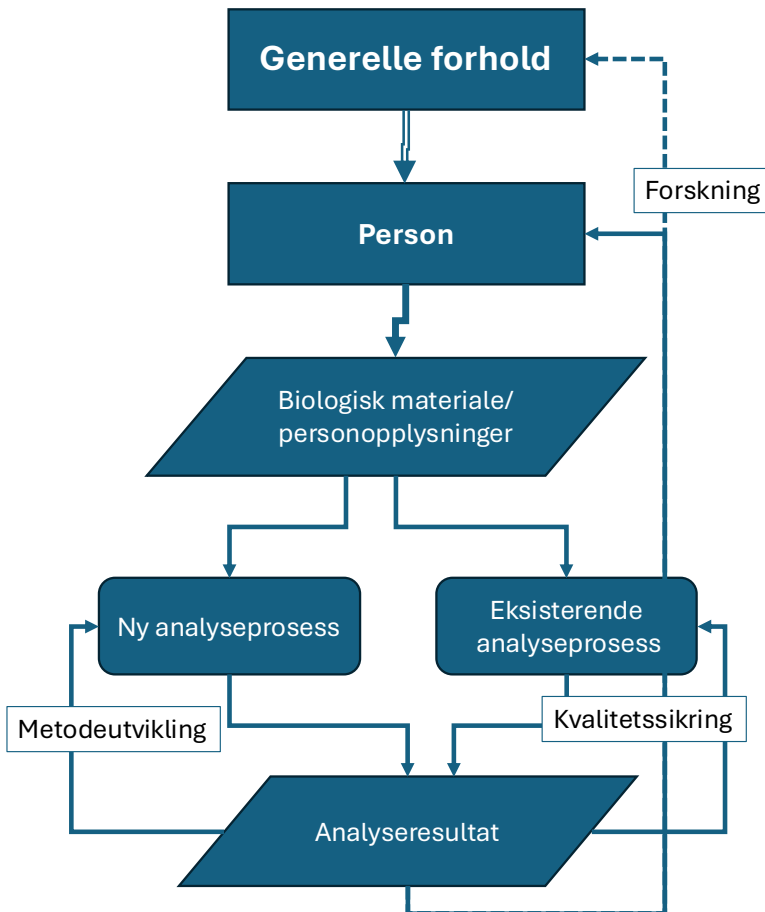 Generelle forhold
Forskning
Person
Biologisk materiale/
personopplysninger
Ny analyseprosess
Eksisterende
analyseprosess
Metodeutvikling
Kvalitetssikring
Analyseresultat